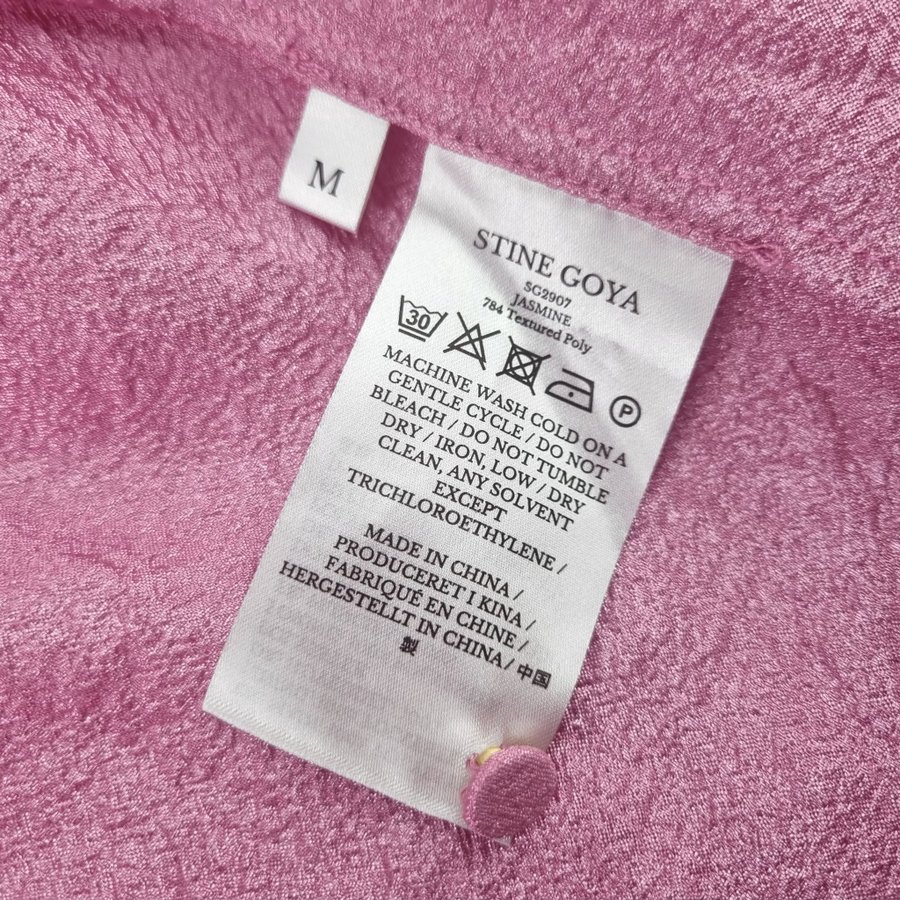 M
STINE GOYA
SG2907
JASMINE
784 Textured Poly
30
P
MACHINE WASH COLD ON A
GENTLE CYCLE / DO NOT
BLEACH / DO NOT TUMBLE
DRY / IRON, LOW / DRY
CLEAN, ANY SOLVENT
EXCEPT
TRICHLOROETHYLENE /
MADE IN CHINA /
PRODUCERET I KINA /
FABRIQUÉ EN CHINE /
HERGESTELLT IN CHINA/ 中国
製